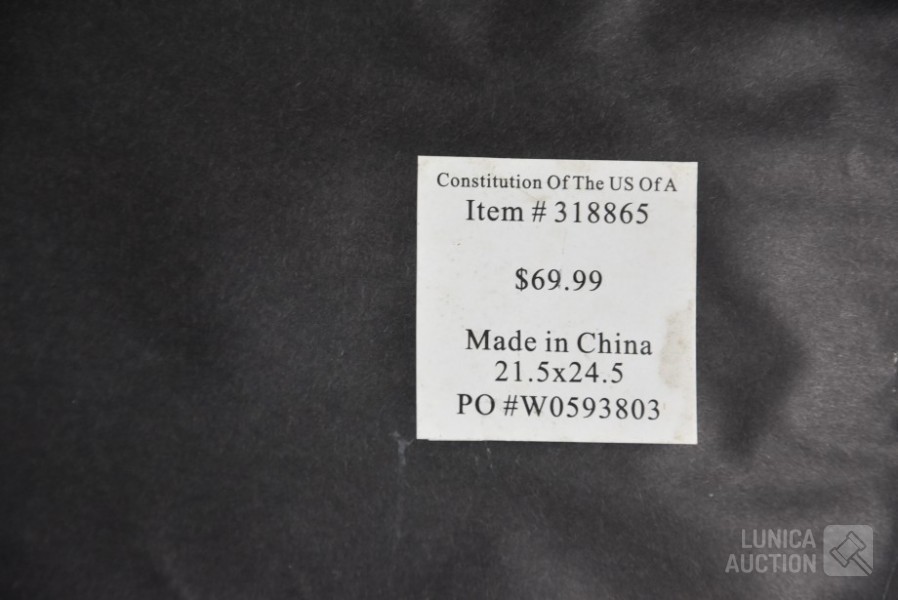 Constitution Of The US Of A
Item # 318865
$69.99
Made in China
21.5x24.5
PO #W0593803
LUNICA
AUCTION